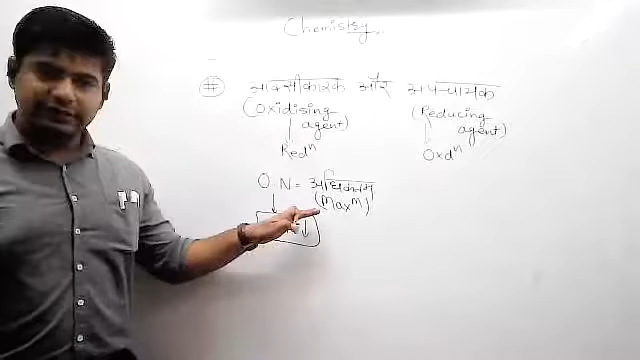 Chemistry
# आक्सीकारक और अपचायक
(Oxidising agent) (Reducing agent)
Redⁿ Oxdⁿ
O.N = अधिकतम
(Maxᵐ)
↓